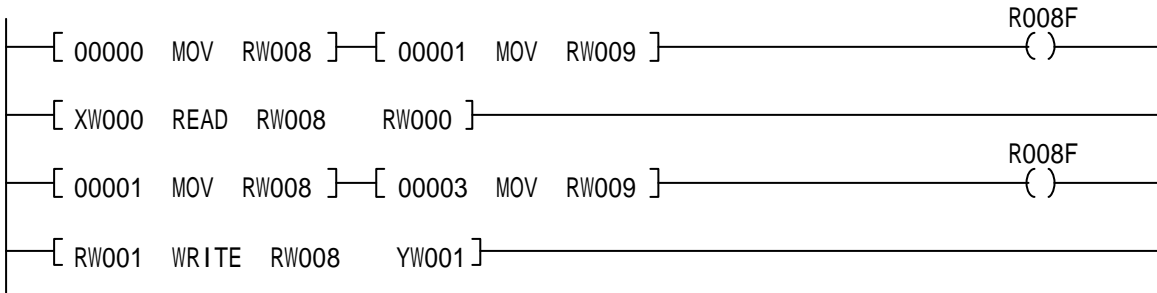 R008F
00000 MOV RW008 00001 MOV RW009
XW000 READ RW008 RW000
R008F
00001 MOV RW008 00003 MOV RW009
RW001 WRITE RW008 YW001